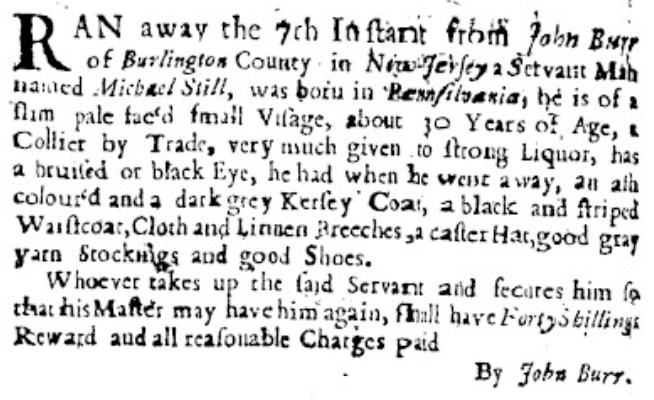 RAN away the 7th Instant from John Burr
of Burlington County in New Jersey a Servant Man
named Michael Still, was born in Pennsilvania, he is of a
slim pale fac'd small Visage, about 30 Years of Age, a
Collier by Trade, very much given to strong Liquor, has
a bruised or black Eye, he had when he went away, an ash
colour'd and a dark grey Kersey Coat, a black and striped
Wastcoat, Cloth and Linnen Breeches, a caster Hat, good gray
yarn Stockings and good Shoes.
Whoever takes up the said Servant and secures him so
that his Master may have him again, shall have Forty Shillings
Reward and all reasonable Charges paid
By John Burr.